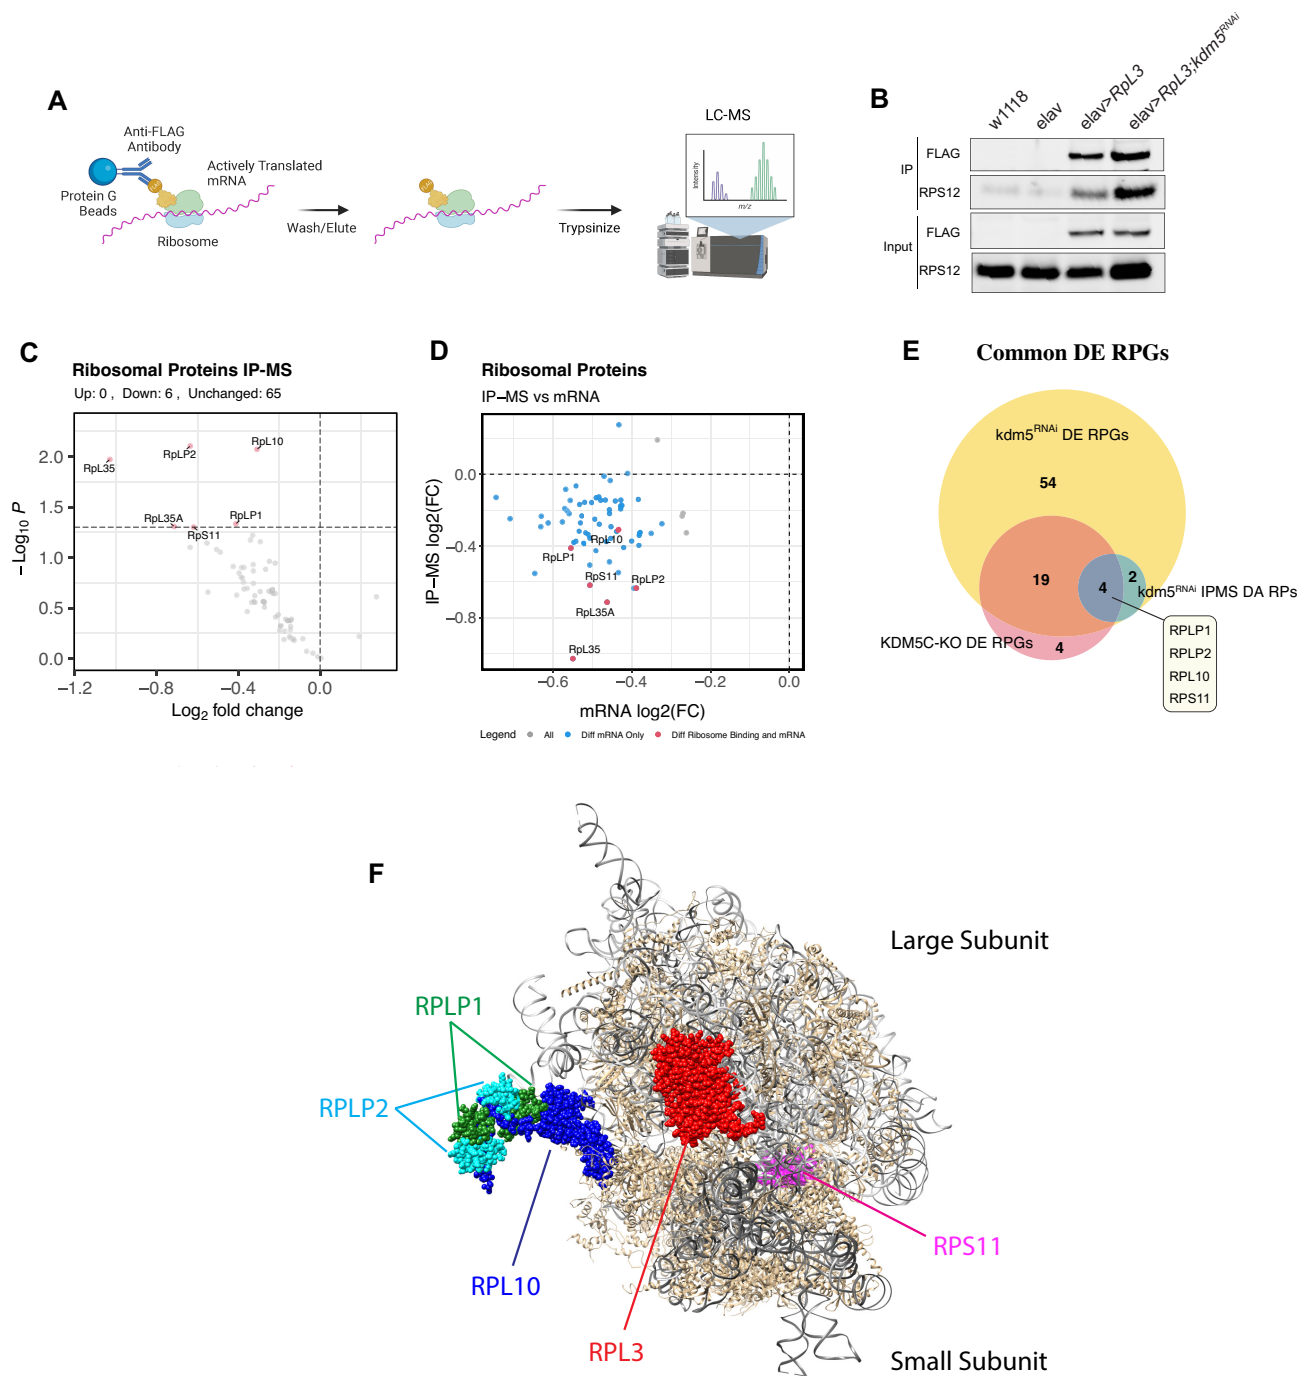 A
Anti-FLAG
Antibody
Actively Translated
mRNA
Protein G
Beads
Ribosome
Wash/Elute
Trypsinize
LC-MS
Intensity
m/z
B
w1118
elav
elav>RpL3
elav>RpL3;kdm5RNAi
IP
FLAG
RPS12
Input
FLAG
RPS12
C
Ribosomal Proteins IP-MS
Up: 0 , Down: 6 , Unchanged: 65
RpL35
RpLP2
RpL10
RpL35A
RpS11
RpLP1
−Log10 P
2.0
1.5
1.0
0.5
0.0
−1.2
−0.8
−0.4
0.0
Log2 fold change
D
Ribosomal Proteins
IP−MS vs mRNA
IP−MS log2(FC)
0.0
−0.4
−0.8
RpL10
RpLP1
RpS11
RpLP2
RpL35A
RpL35
−0.6
−0.4
−0.2
0.0
mRNA log2(FC)
Legend
All
Diff mRNA Only
Diff Ribosome Binding and mRNA
E
Common DE RPGs
kdm5RNAi DE RPGs
54
19
4
2
kdm5RNAi IPMS DA RPs
KDM5C-KO DE RPGs
4
RPLP1
RPLP2
RPL10
RPS11
F
Large Subunit
RPLP1
RPLP2
RPL10
RPL3
RPS11
Small Subunit